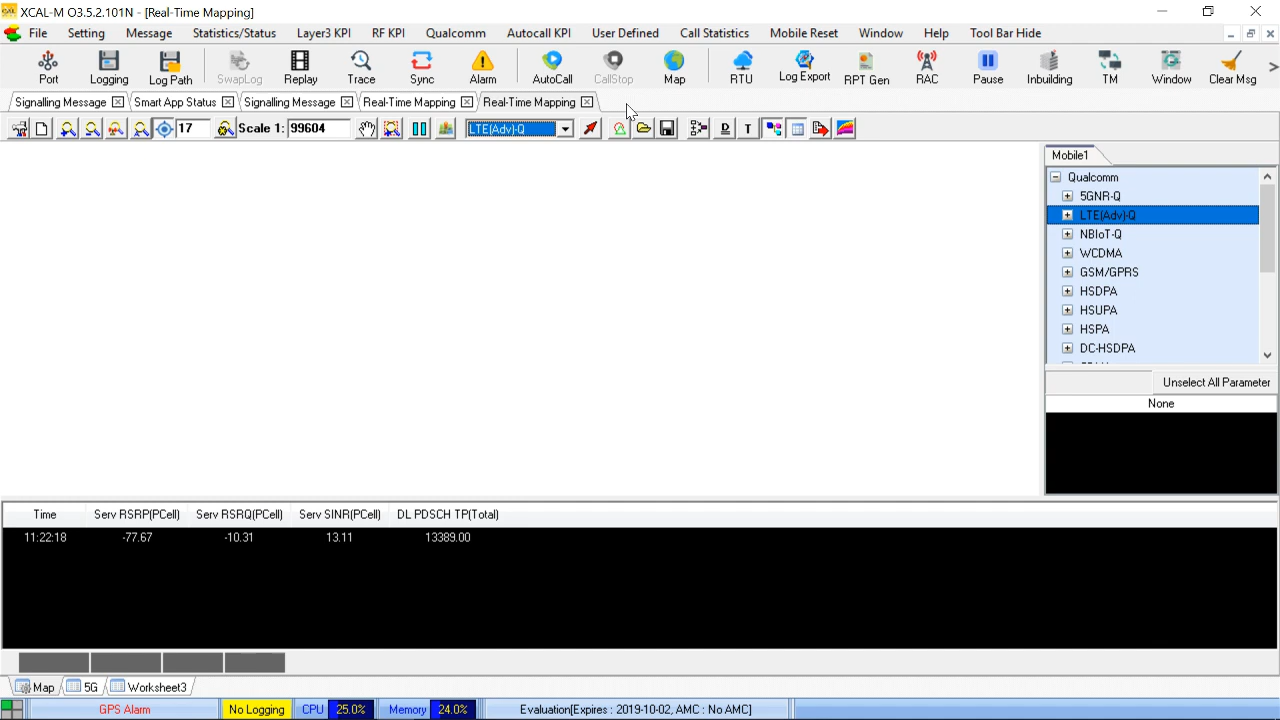 XCAL-M O3.5.2.101N - [Real-Time Mapping]
File Setting Message Statistics/Status Layer3 KPI RF KPI Qualcomm Autocall KPI User Defined Call Statistics Mobile Reset Window Help Tool Bar Hide
Port Logging Log Path SwapLog Replay Trace Sync Alarm AutoCall CallStop Map RTU Log Export RPT Gen RAC Pause Inbuilding TM Window Clear Msg
Signalling Message Smart App Status Signalling Message Real-Time Mapping Real-Time Mapping
17 Scale 1: 99604 LTE(Adv)-Q D T
Mobile1
Qualcomm
5GNR-Q
LTE(Adv)-Q
NBIoT-Q
WCDMA
GSM/GPRS
HSDPA
HSUPA
HSPA
DC-HSDPA
Unselect All Parameter
None
Time Serv RSRP(PCell) Serv RSRQ(PCell) Serv SINR(PCell) DL PDSCH TP(Total)
11:22:18 -77.67 -10.31 13.11 13389.00
Map 5G Worksheet3
GPS Alarm No Logging CPU 25.0% Memory 24.0% Evaluation[Expires : 2019-10-02, AMC : No AMC]